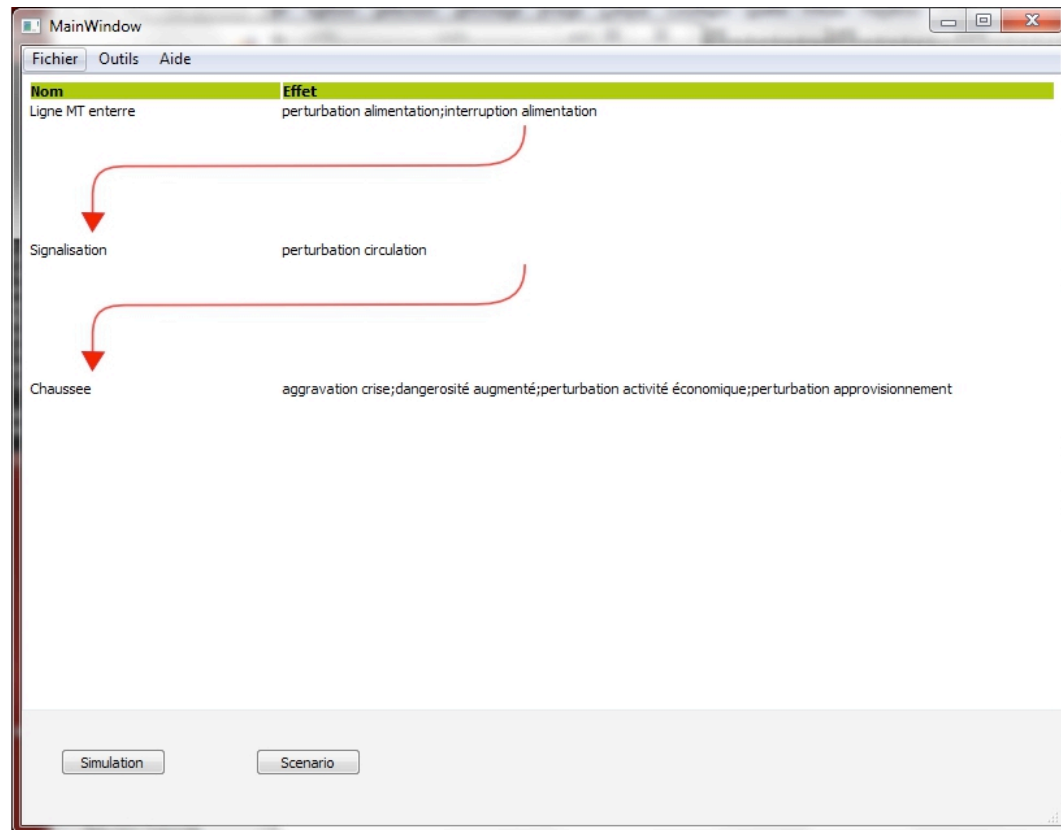 MainWindow
Fichier Outils Aide
Nom Effet
Ligne MT enterre perturbation alimentation;interruption alimentation
Signalisation perturbation circulation
Chaussee aggravation crise;dangerosité augmenté;perturbation activité économique;perturbation approvisionnement
Simulation Scenario